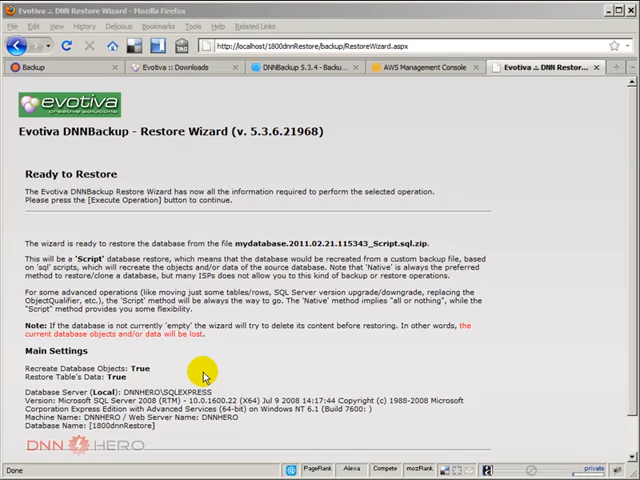 Evotiva .:. DNN Restore Wizard - Mozilla Firefox
File Edit View History Delicious Bookmarks Tools Help Related Links
http://localhost/1800dnnRestore/backup/RestoreWizard.aspx
Backup
Evotiva :: Downloads
DNNBackup 5.3.4 - Backu...
AWS Management Console
Evotiva .:. DNN Restor...
evotiva
creative solutions
Evotiva DNNBackup - Restore Wizard (v. 5.3.6.21968)
Ready to Restore
The Evotiva DNNBackup Restore Wizard has now all the information required to perform the selected operation.
Please press the [Execute Operation] button to continue.
The wizard is ready to restore the database from the file mydatabase.2011.02.21.115343_Script.sql.zip.
This will be a 'Script' database restore, which means that the database would be recreated from a custom backup file, based
on 'sql' scripts, which will recreate the objects and/or data of the source database. Note that 'Native' is always the preferred
method to restore/clone a database, but many ISPs does not allow you to this kind of backup or restore operations.
For some advanced operations (like moving just some tables/rows, SQL Server version upgrade/downgrade, replacing the
ObjectQualifier, etc.), the 'Script' method will be always the way to go. The 'Native' method implies "all or nothing", while the
"Script" method provides you some flexibility.
Note: If the database is not currently 'empty' the wizard will try to delete its content before restoring. In other words, the
current database objects and/or data will be lost.
Main Settings
Recreate Database Objects: True
Restore Table's Data: True
Database Server (Local): DNNHERO\SQLEXPRESS
Version: Microsoft SQL Server 2008 (RTM) - 10.0.1600.22 (X64) Jul 9 2008 14:17:44 Copyright (c) 1988-2008 Microsoft
Corporation Express Edition with Advanced Services (64-bit) on Windows NT 6.1 (Build 7600: )
Machine Name: DNNHERO / Web Server Name: DNNHERO
Database Name: [1800dnnRestore]
DNN HERO
Done
PageRank Alexa Compete mozRank
private